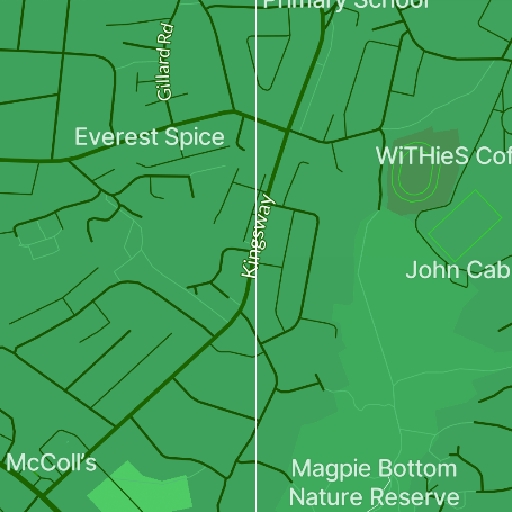 Primary School
Gillard Rd
Everest Spice
WiTHieS Cof
Kingsway
John Cab
McColl's
Magpie Bottom
Nature Reserve